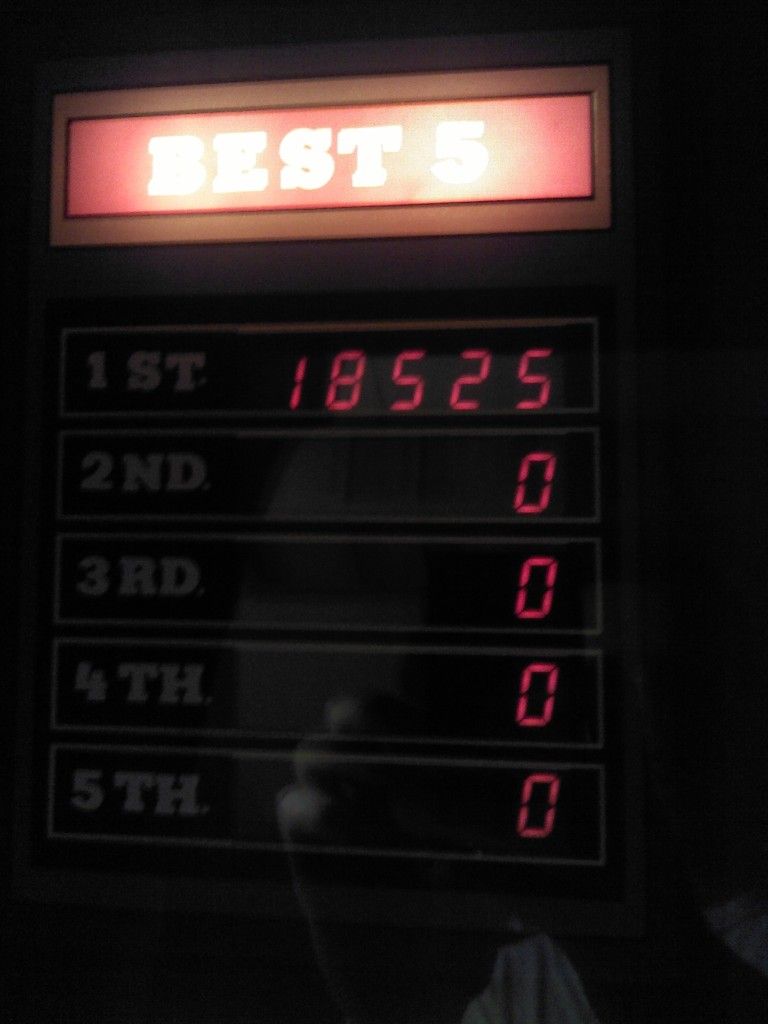 BEST 5
1 ST. 18525
2 ND. 0
3 RD. 0
4 TH. 0
5 TH. 0